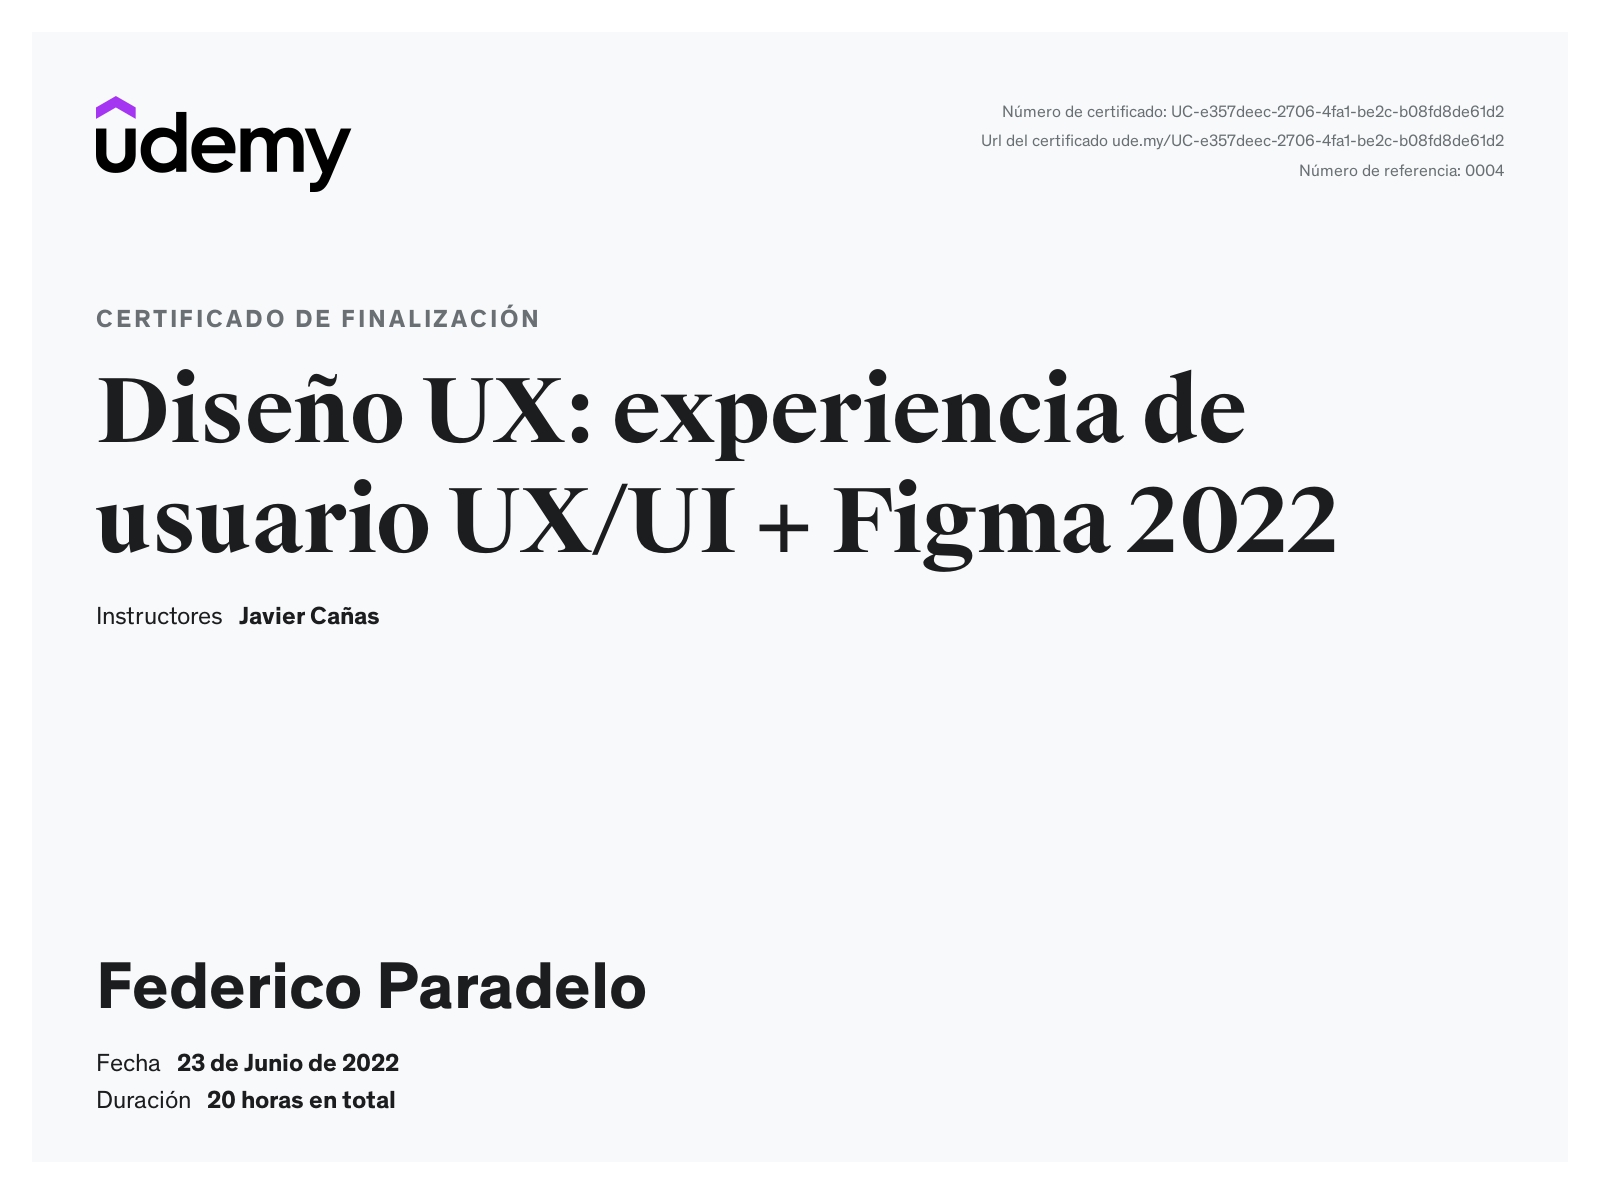 udemy
Número de certificado: UC-e357deec-2706-4fa1-be2c-b08fd8de61d2
Url del certificado ude.my/UC-e357deec-2706-4fa1-be2c-b08fd8de61d2
Número de referencia: 0004
CERTIFICADO DE FINALIZACIÓN
Diseño UX: experiencia de
usuario UX/UI + Figma 2022
Instructores Javier Cañas
Federico Paradelo
Fecha 23 de Junio de 2022
Duración 20 horas en total